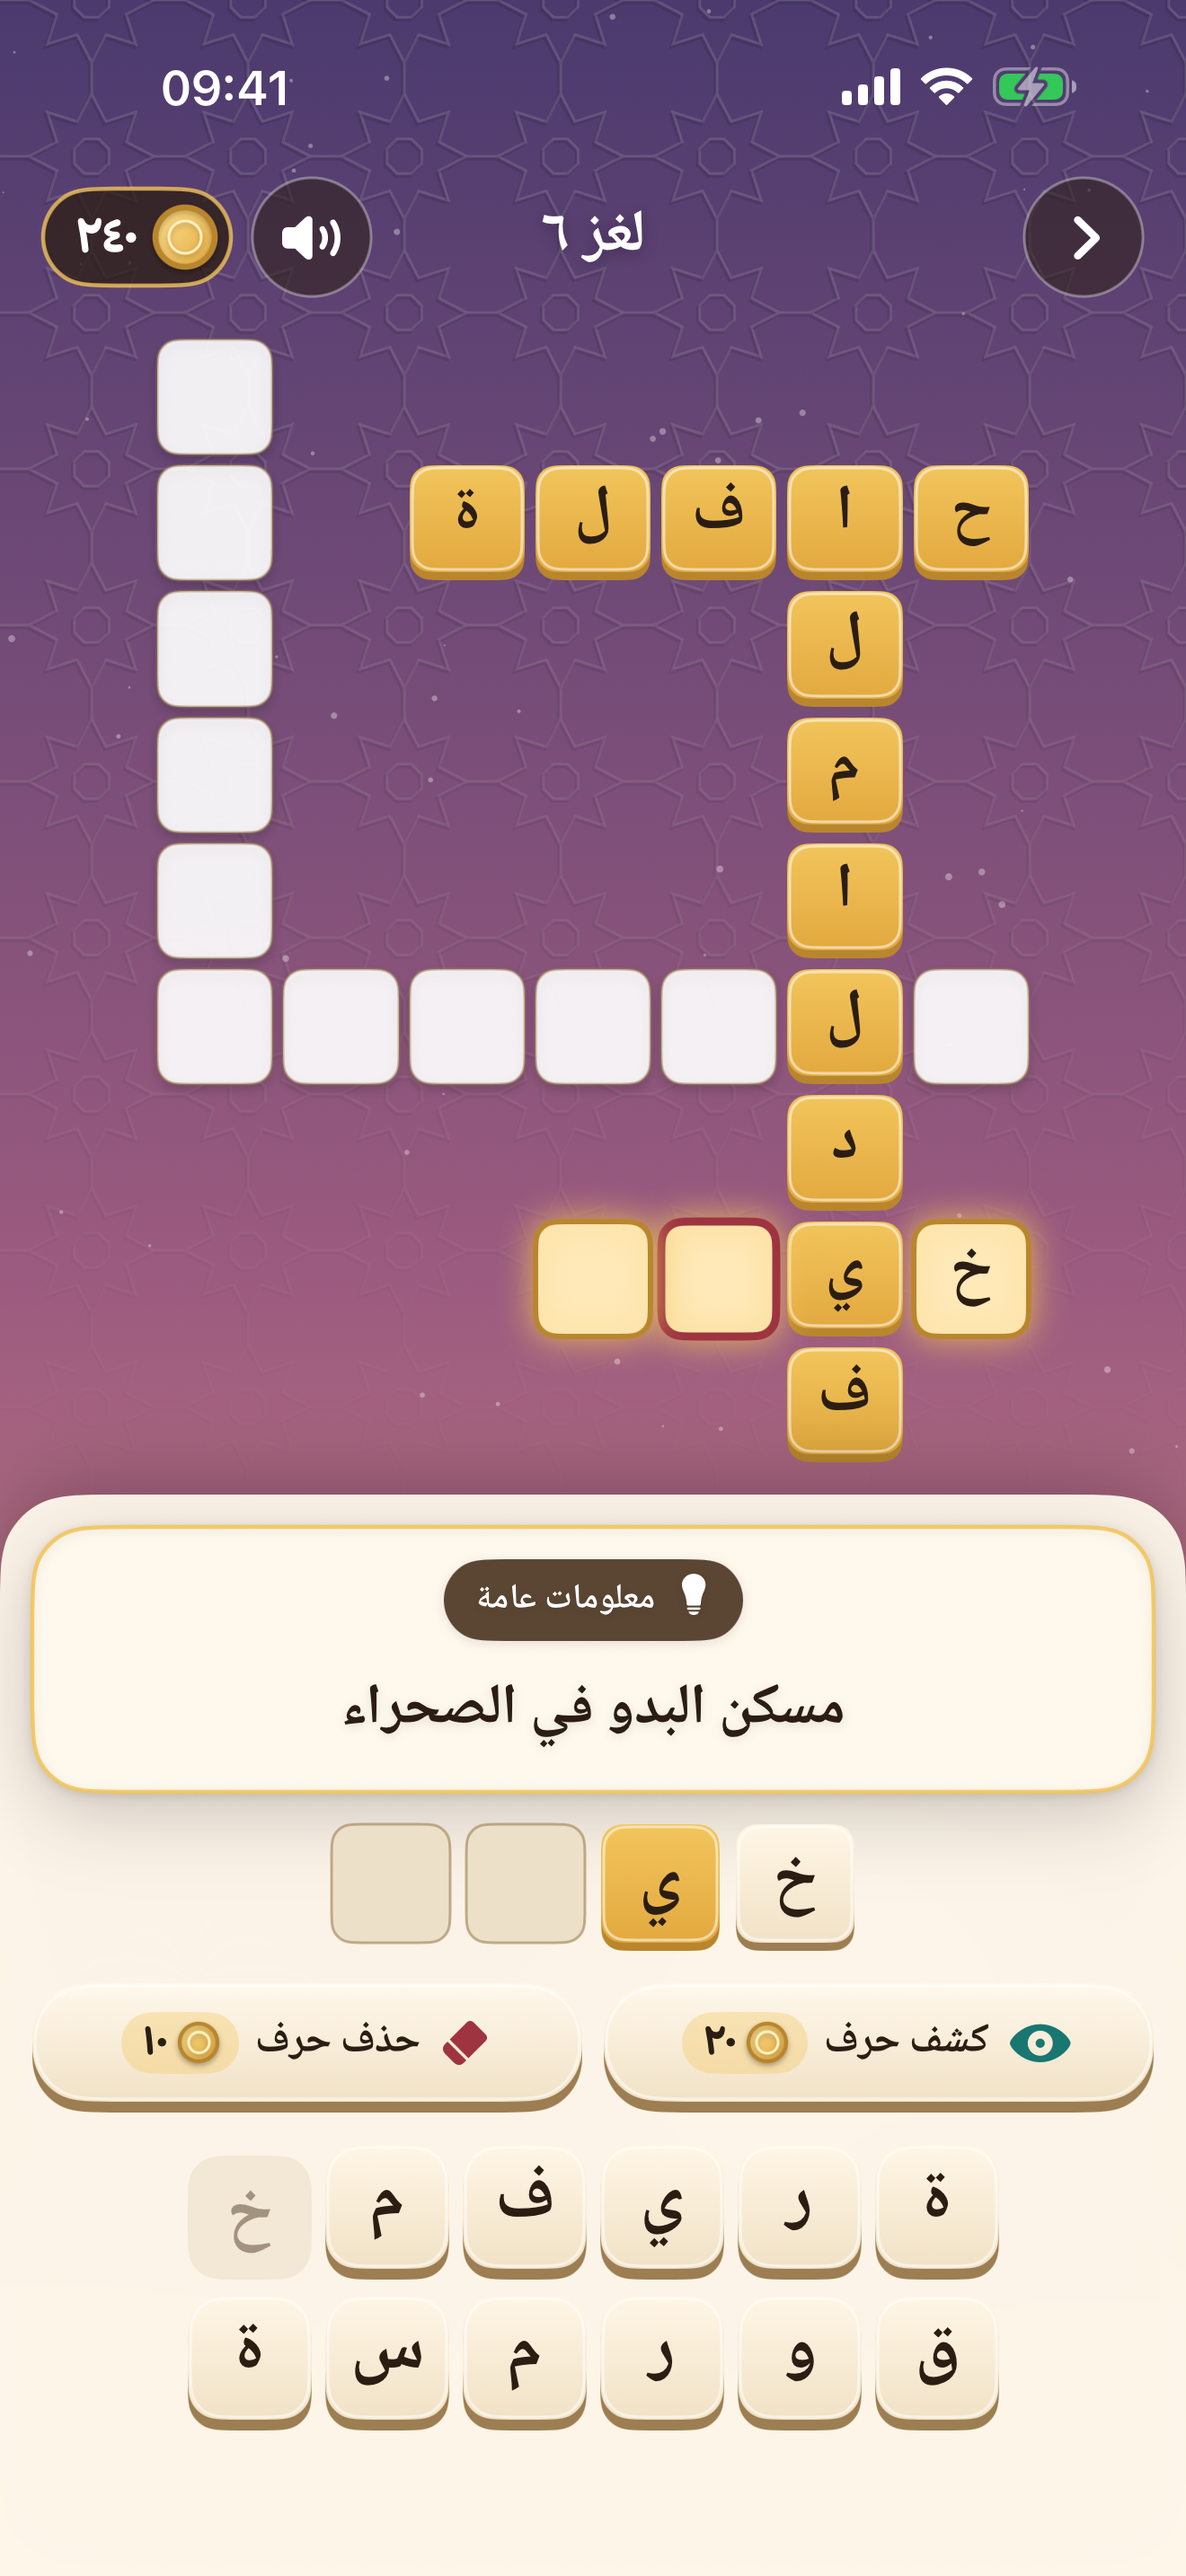 09:41
لغز ٦
٢٤٠
ح ا ف ل ة
ل
م
ا
ل
د
خ ي
ف
معلومات عامة
مسكن البدو في الصحراء
خ ي
كشف حرف ٢٠
حذف حرف ١٠
ة ر ي ف م خ
ق و ر م س ة